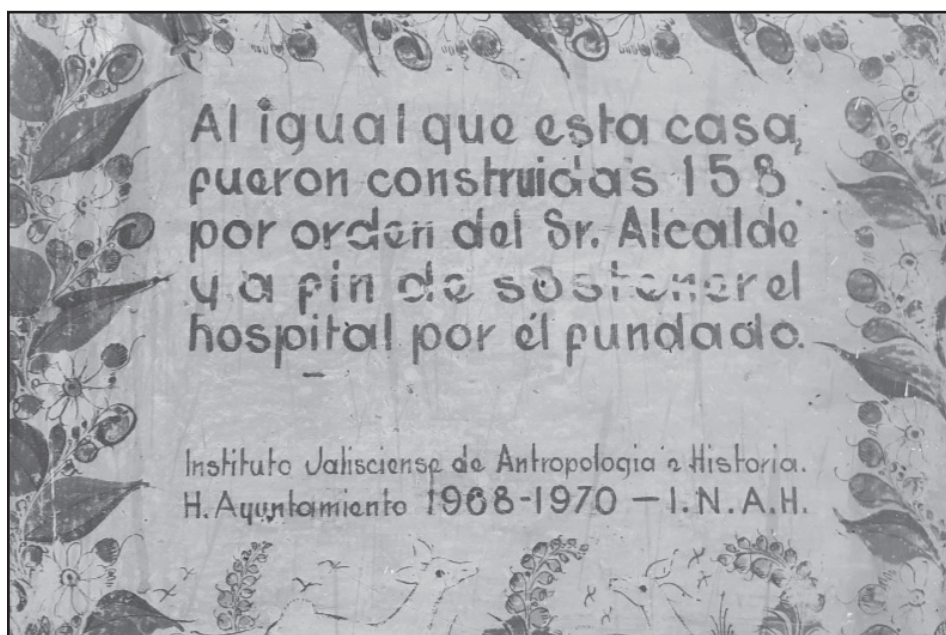 Al igual que esta casa,
fueron construidas 158
por orden del Sr. Alcalde
y a fin de sostener el
hospital por él fundado.
Instituto Jalisciense de Antropologia e Historia.
H. Ayuntamiento 1968-1970 — I.N.A.H.